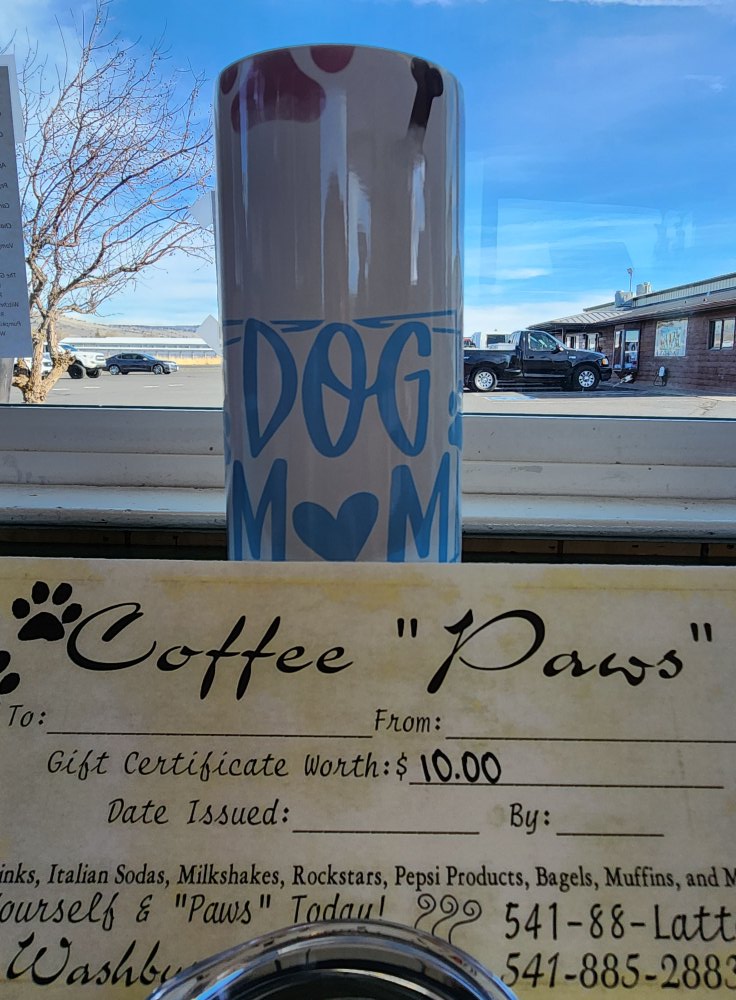 DOG
M♥M
Coffee "Paws"
To: From:
Gift Certificate Worth:$ 10.00
Date Issued: By:
Italian Sodas, Milkshakes, Rockstars, Pepsi Products, Bagels, Muffins, and
& "Paws" Today! 541-88-Latt
541-885-2883